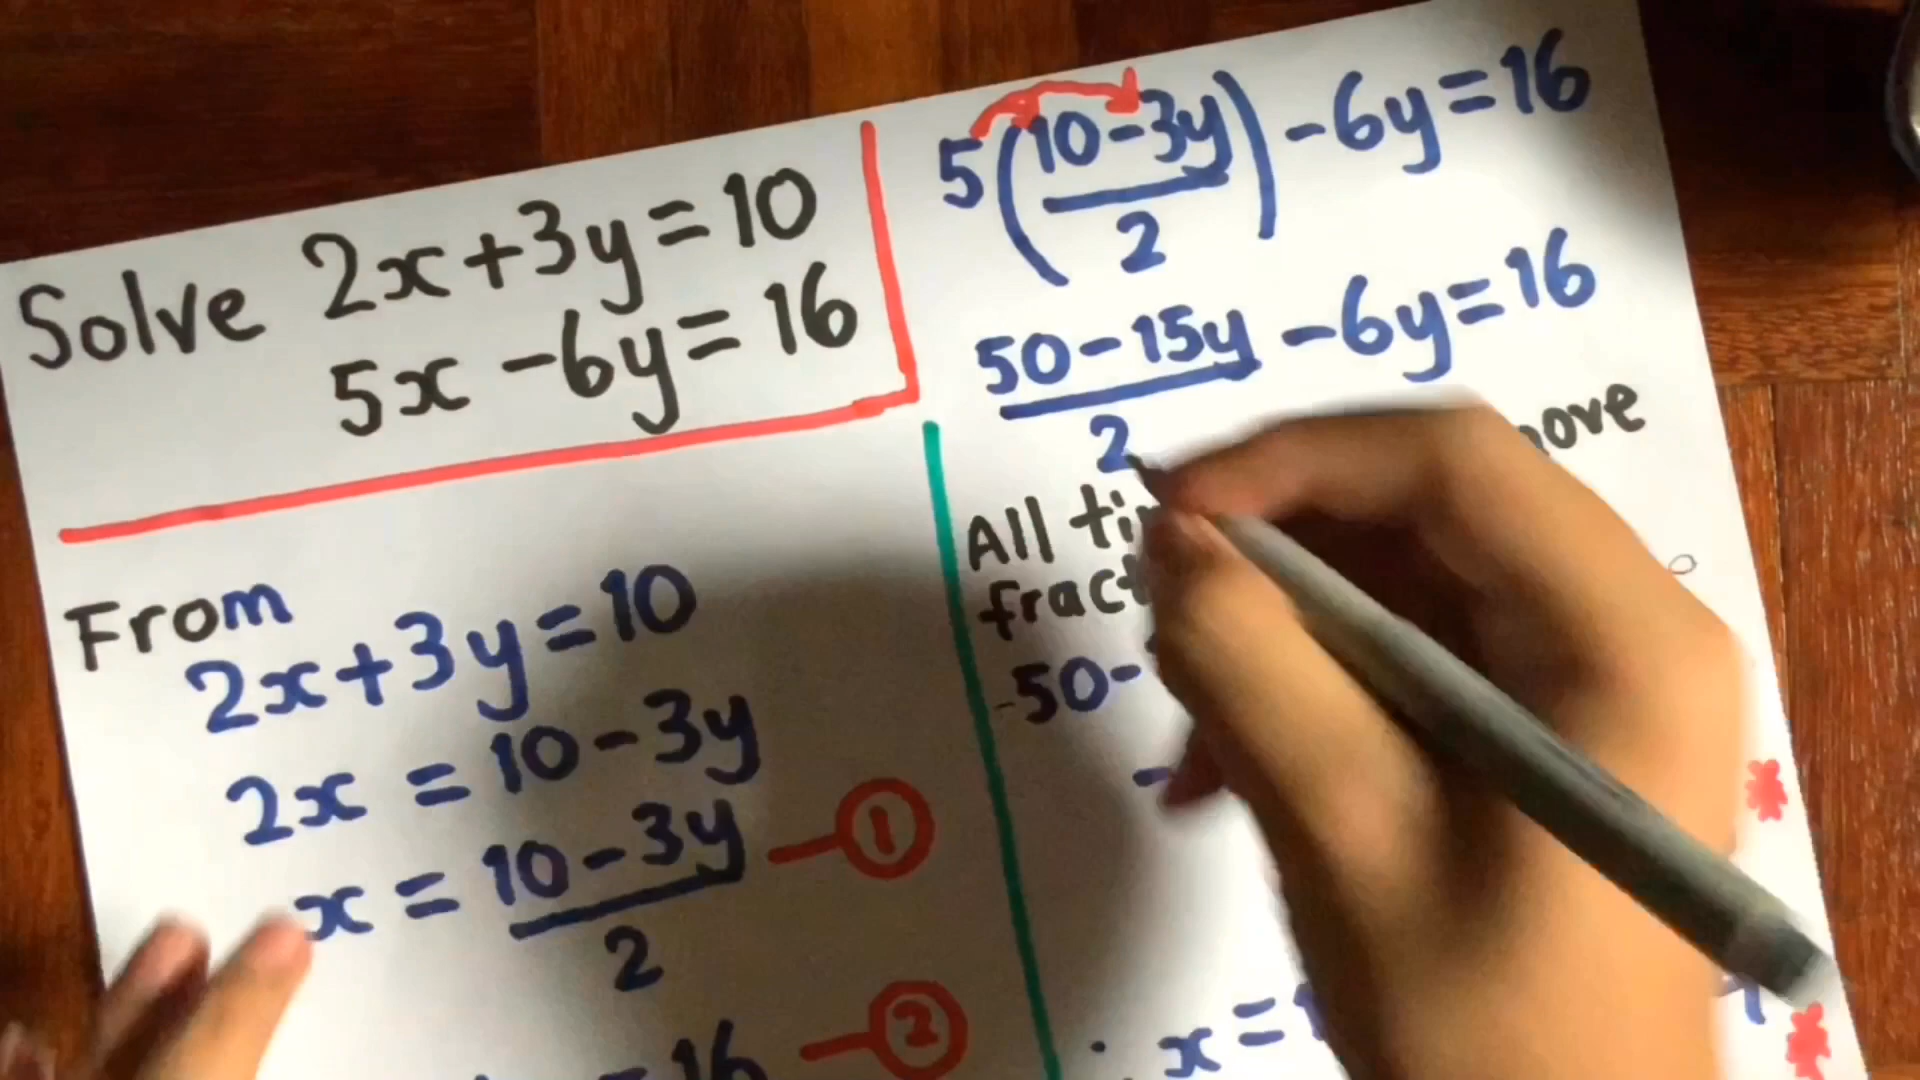 Solve 2x+3y=10
5x-6y=16
From
2x+3y=10
2x = 10-3y
x = 10-3y —①
2
=16 —②
5(10-3y)-6y=16
2
50-15y -6y=16
2
All
50-
x=